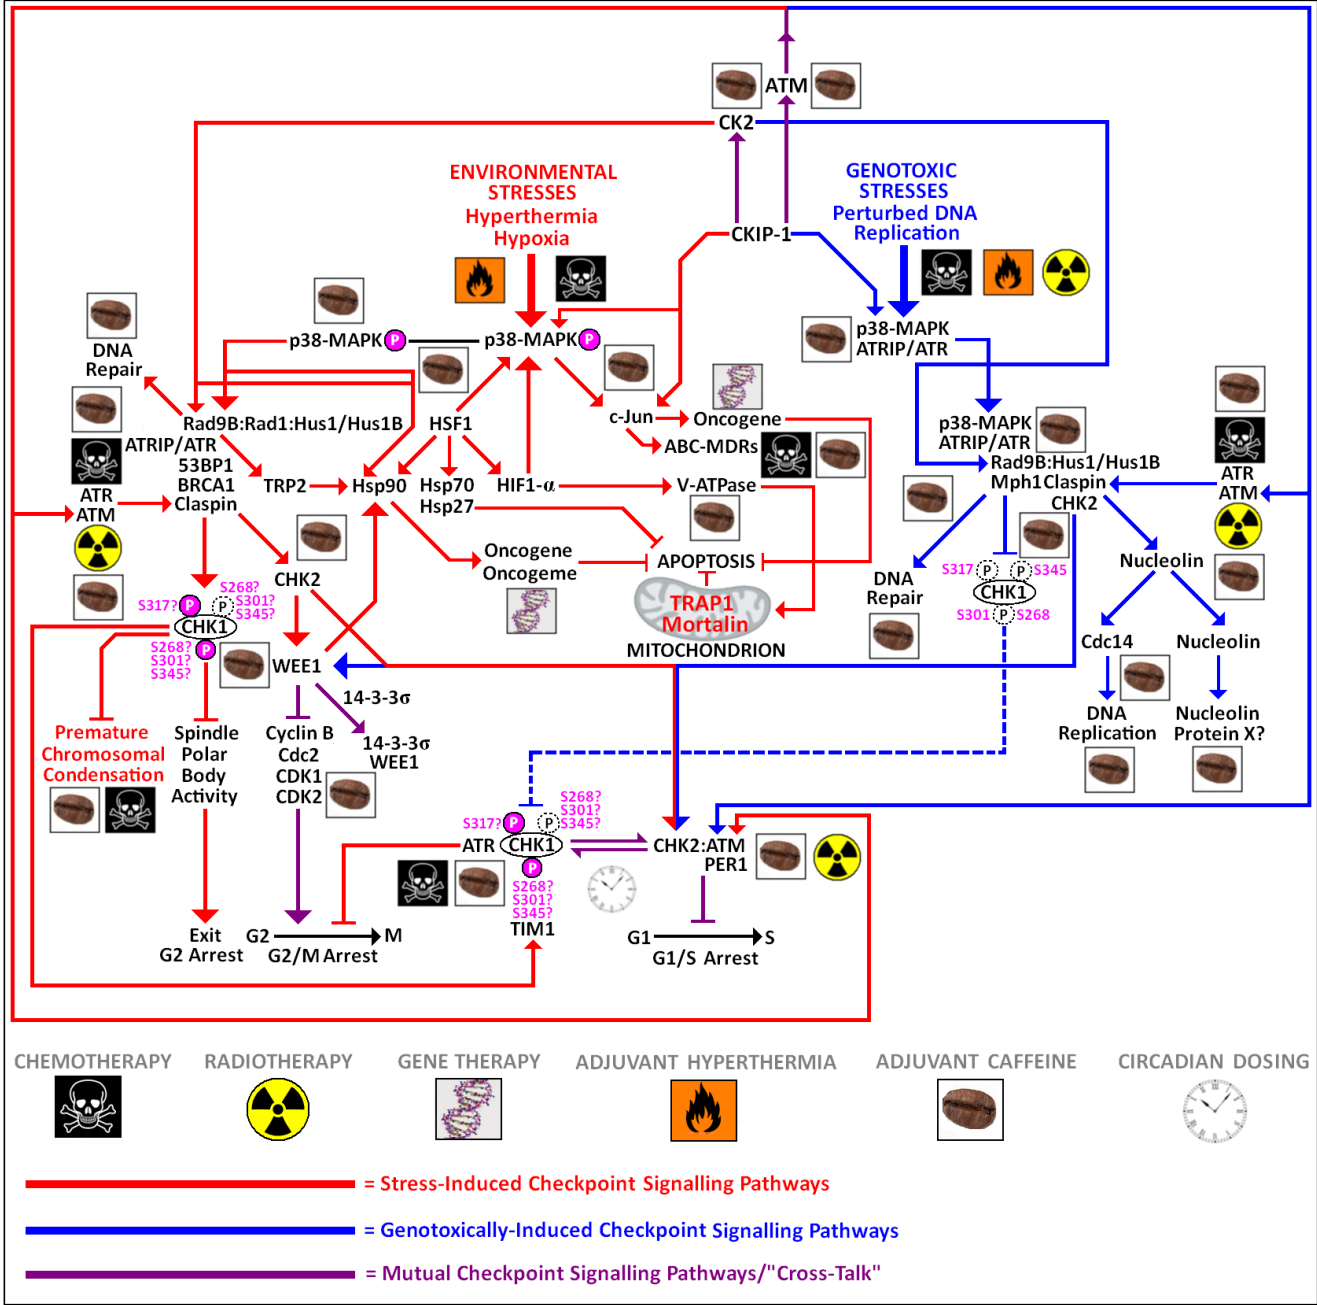 ATM
CK2
ENVIRONMENTAL
STRESSES
Hyperthermia
Hypoxia
GENOTOXIC
STRESSES
Perturbed DNA
Replication
CKIP-1
p38-MAPK P
p38-MAPK P
p38-MAPK
ATRIP/ATR
DNA
Repair
Rad9B:Rad1:Hus1/Hus1B
ATRIP/ATR
53BP1
BRCA1
Claspin
ATR
ATM
TRP2
HSF1
Hsp90
Hsp70
Hsp27
HIF1-α
c-Jun
Oncogene
ABC-MDRs
V-ATPase
p38-MAPK
ATRIP/ATR
Rad9B:Hus1/Hus1B
Mph1 Claspin
CHK2
ATR
ATM
Oncogene
Oncogeme
APOPTOSIS
TRAP1
Mortalin
MITOCHONDRION
CHK2
S317? P
P S268?
S301?
S345?
CHK1
P
S268?
S301?
S345?
WEE1
14-3-3σ
14-3-3σ
WEE1
DNA
Repair
S317 P P S345
CHK1
S301 P S268
Nucleolin
Cdc14
Nucleolin
DNA
Replication
Nucleolin
Protein X?
Premature
Chromosomal
Condensation
Spindle
Polar
Body
Activity
Cyclin B
Cdc2
CDK1
CDK2
S317? P
P S268?
S301?
S345?
ATR CHK1
P
S268?
S301?
S345?
TIM1
CHK2:ATM
PER1
Exit
G2 Arrest
G2 M
G2/M Arrest
G1 S
G1/S Arrest
CHEMOTHERAPY
RADIOTHERAPY
GENE THERAPY
ADJUVANT HYPERTHERMIA
ADJUVANT CAFFEINE
CIRCADIAN DOSING
= Stress-Induced Checkpoint Signalling Pathways
= Genotoxically-Induced Checkpoint Signalling Pathways
= Mutual Checkpoint Signalling Pathways/"Cross-Talk"